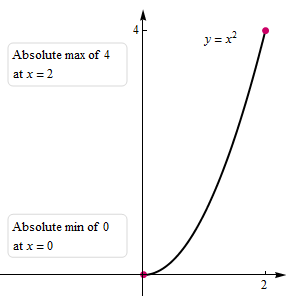 4
y = x²
Absolute max of 4
at x = 2
Absolute min of 0
at x = 0
2